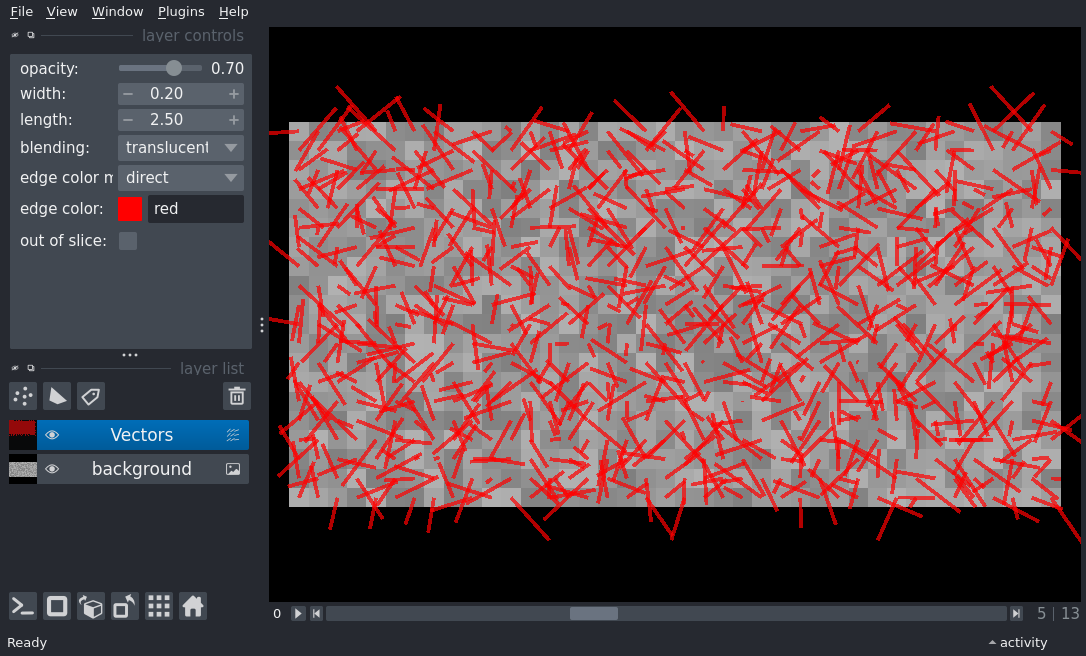 File View Window Plugins Help
layer controls
opacity: 0.70
width: − 0.20 +
length: − 2.50 +
blending: translucent
edge color m direct
edge color: red
out of slice:
layer list
Vectors
background
0 5 | 13
Ready activity